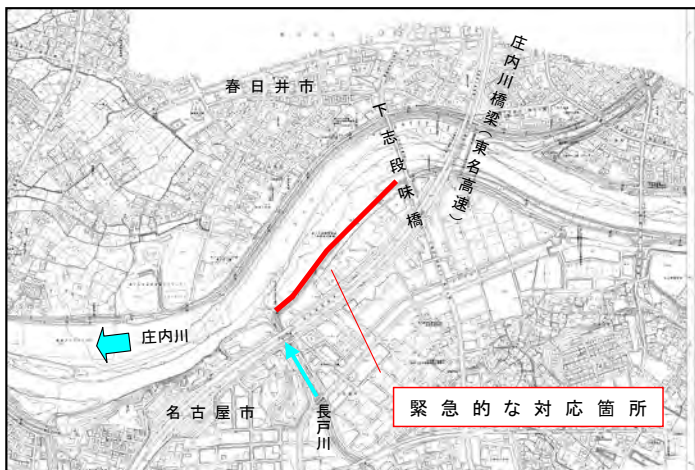 春日井市
下志段味橋
庄内川橋梁(東名高速)
庄内川
名古屋市
長戸川
緊急的な対応箇所